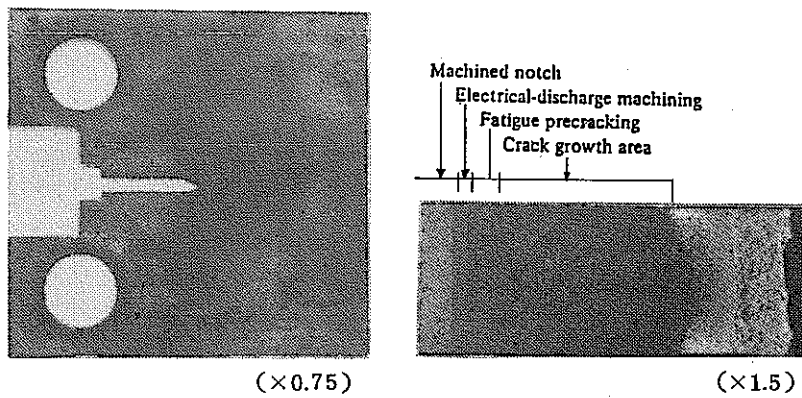 Machined notch
Electrical-discharge machining
Fatigue precracking
Crack growth area
(×0.75)
(×1.5)